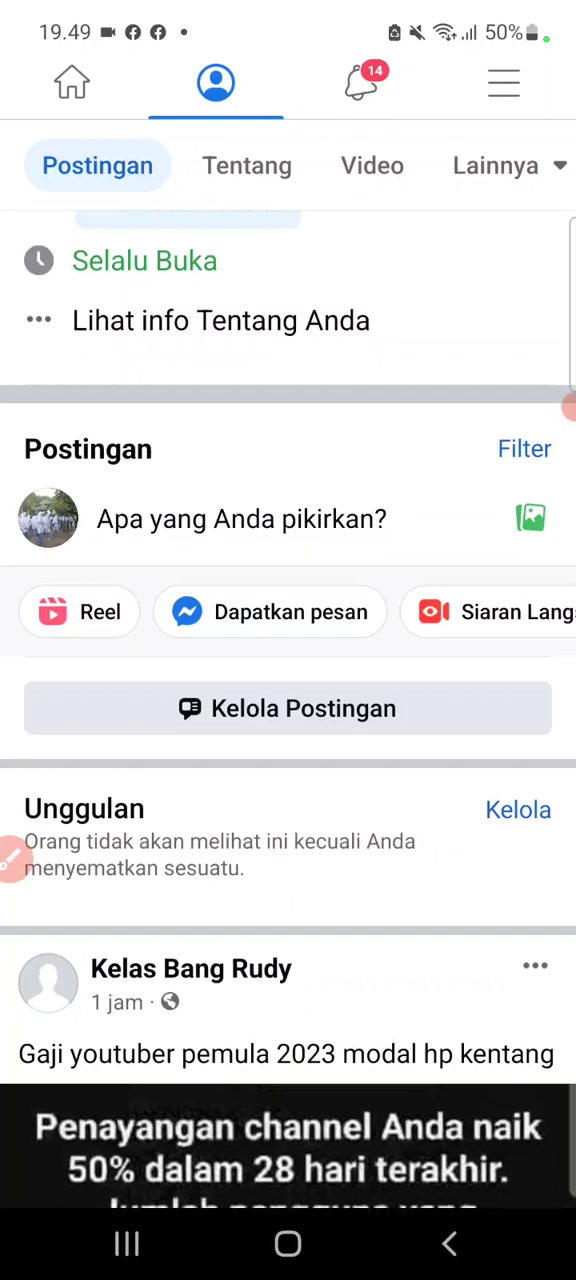 19.49
50%
14
Postingan Tentang Video Lainnya
Selalu Buka
Lihat info Tentang Anda
Postingan Filter
Apa yang Anda pikirkan?
Reel Dapatkan pesan Siaran Lang
Kelola Postingan
Unggulan Kelola
Orang tidak akan melihat ini kecuali Anda
menyematkan sesuatu.
Kelas Bang Rudy
1 jam ·
Gaji youtuber pemula 2023 modal hp kentang
Penayangan channel Anda naik
50% dalam 28 hari terakhir.